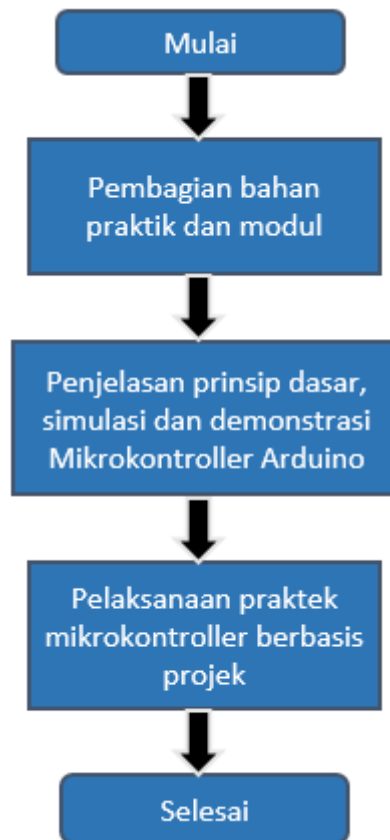 Mulai
Pembagian bahan
praktik dan modul
Penjelasan prinsip dasar,
simulasi dan demonstrasi
Mikrokontroller Arduino
Pelaksanaan praktek
mikrokontroller berbasis
projek
Selesai